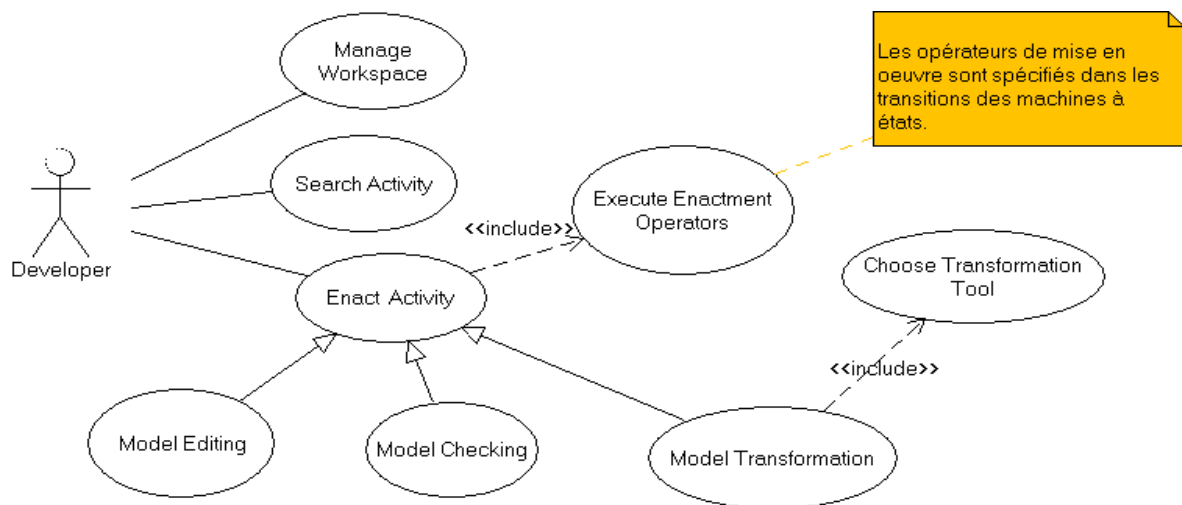 Manage
Workspace
Les opérateurs de mise en
oeuvre sont spécifiés dans les
transitions des machines à
états.
Search Activity
Execute Enactment
Operators
<<include>>
Developer
Choose Transformation
Tool
Enact Activity
<<include>>
Model Editing
Model Checking
Model Transformation